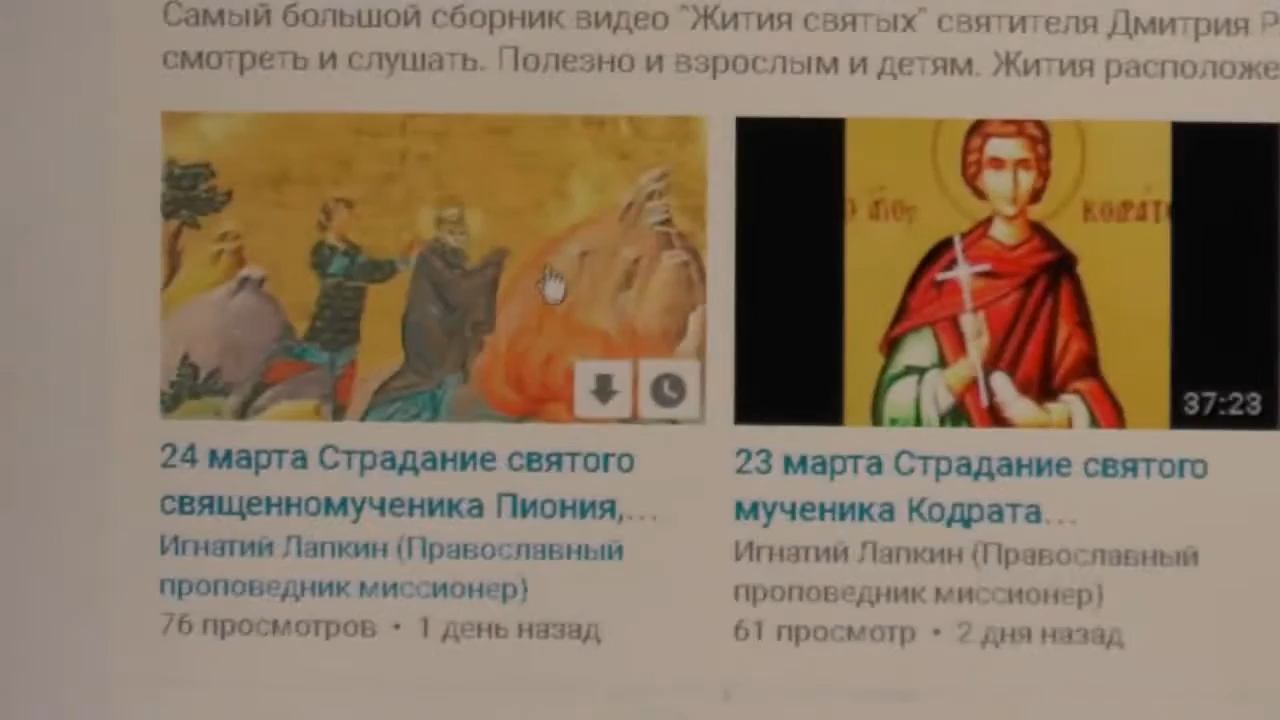 Самый большой сборник видео "Жития святых" святителя Дмитрия Р
смотреть и слушать. Полезно и взрослым и детям. Жития расположе
КОДРАТ
37:23
24 марта Страдание святого
священномученика Пиония,...
Игнатий Лапкин (Православный
проповедник миссионер)
76 просмотров • 1 день назад
23 марта Страдание святого
мученика Кодрата...
Игнатий Лапкин (Православный
проповедник миссионер)
61 просмотр • 2 дня назад